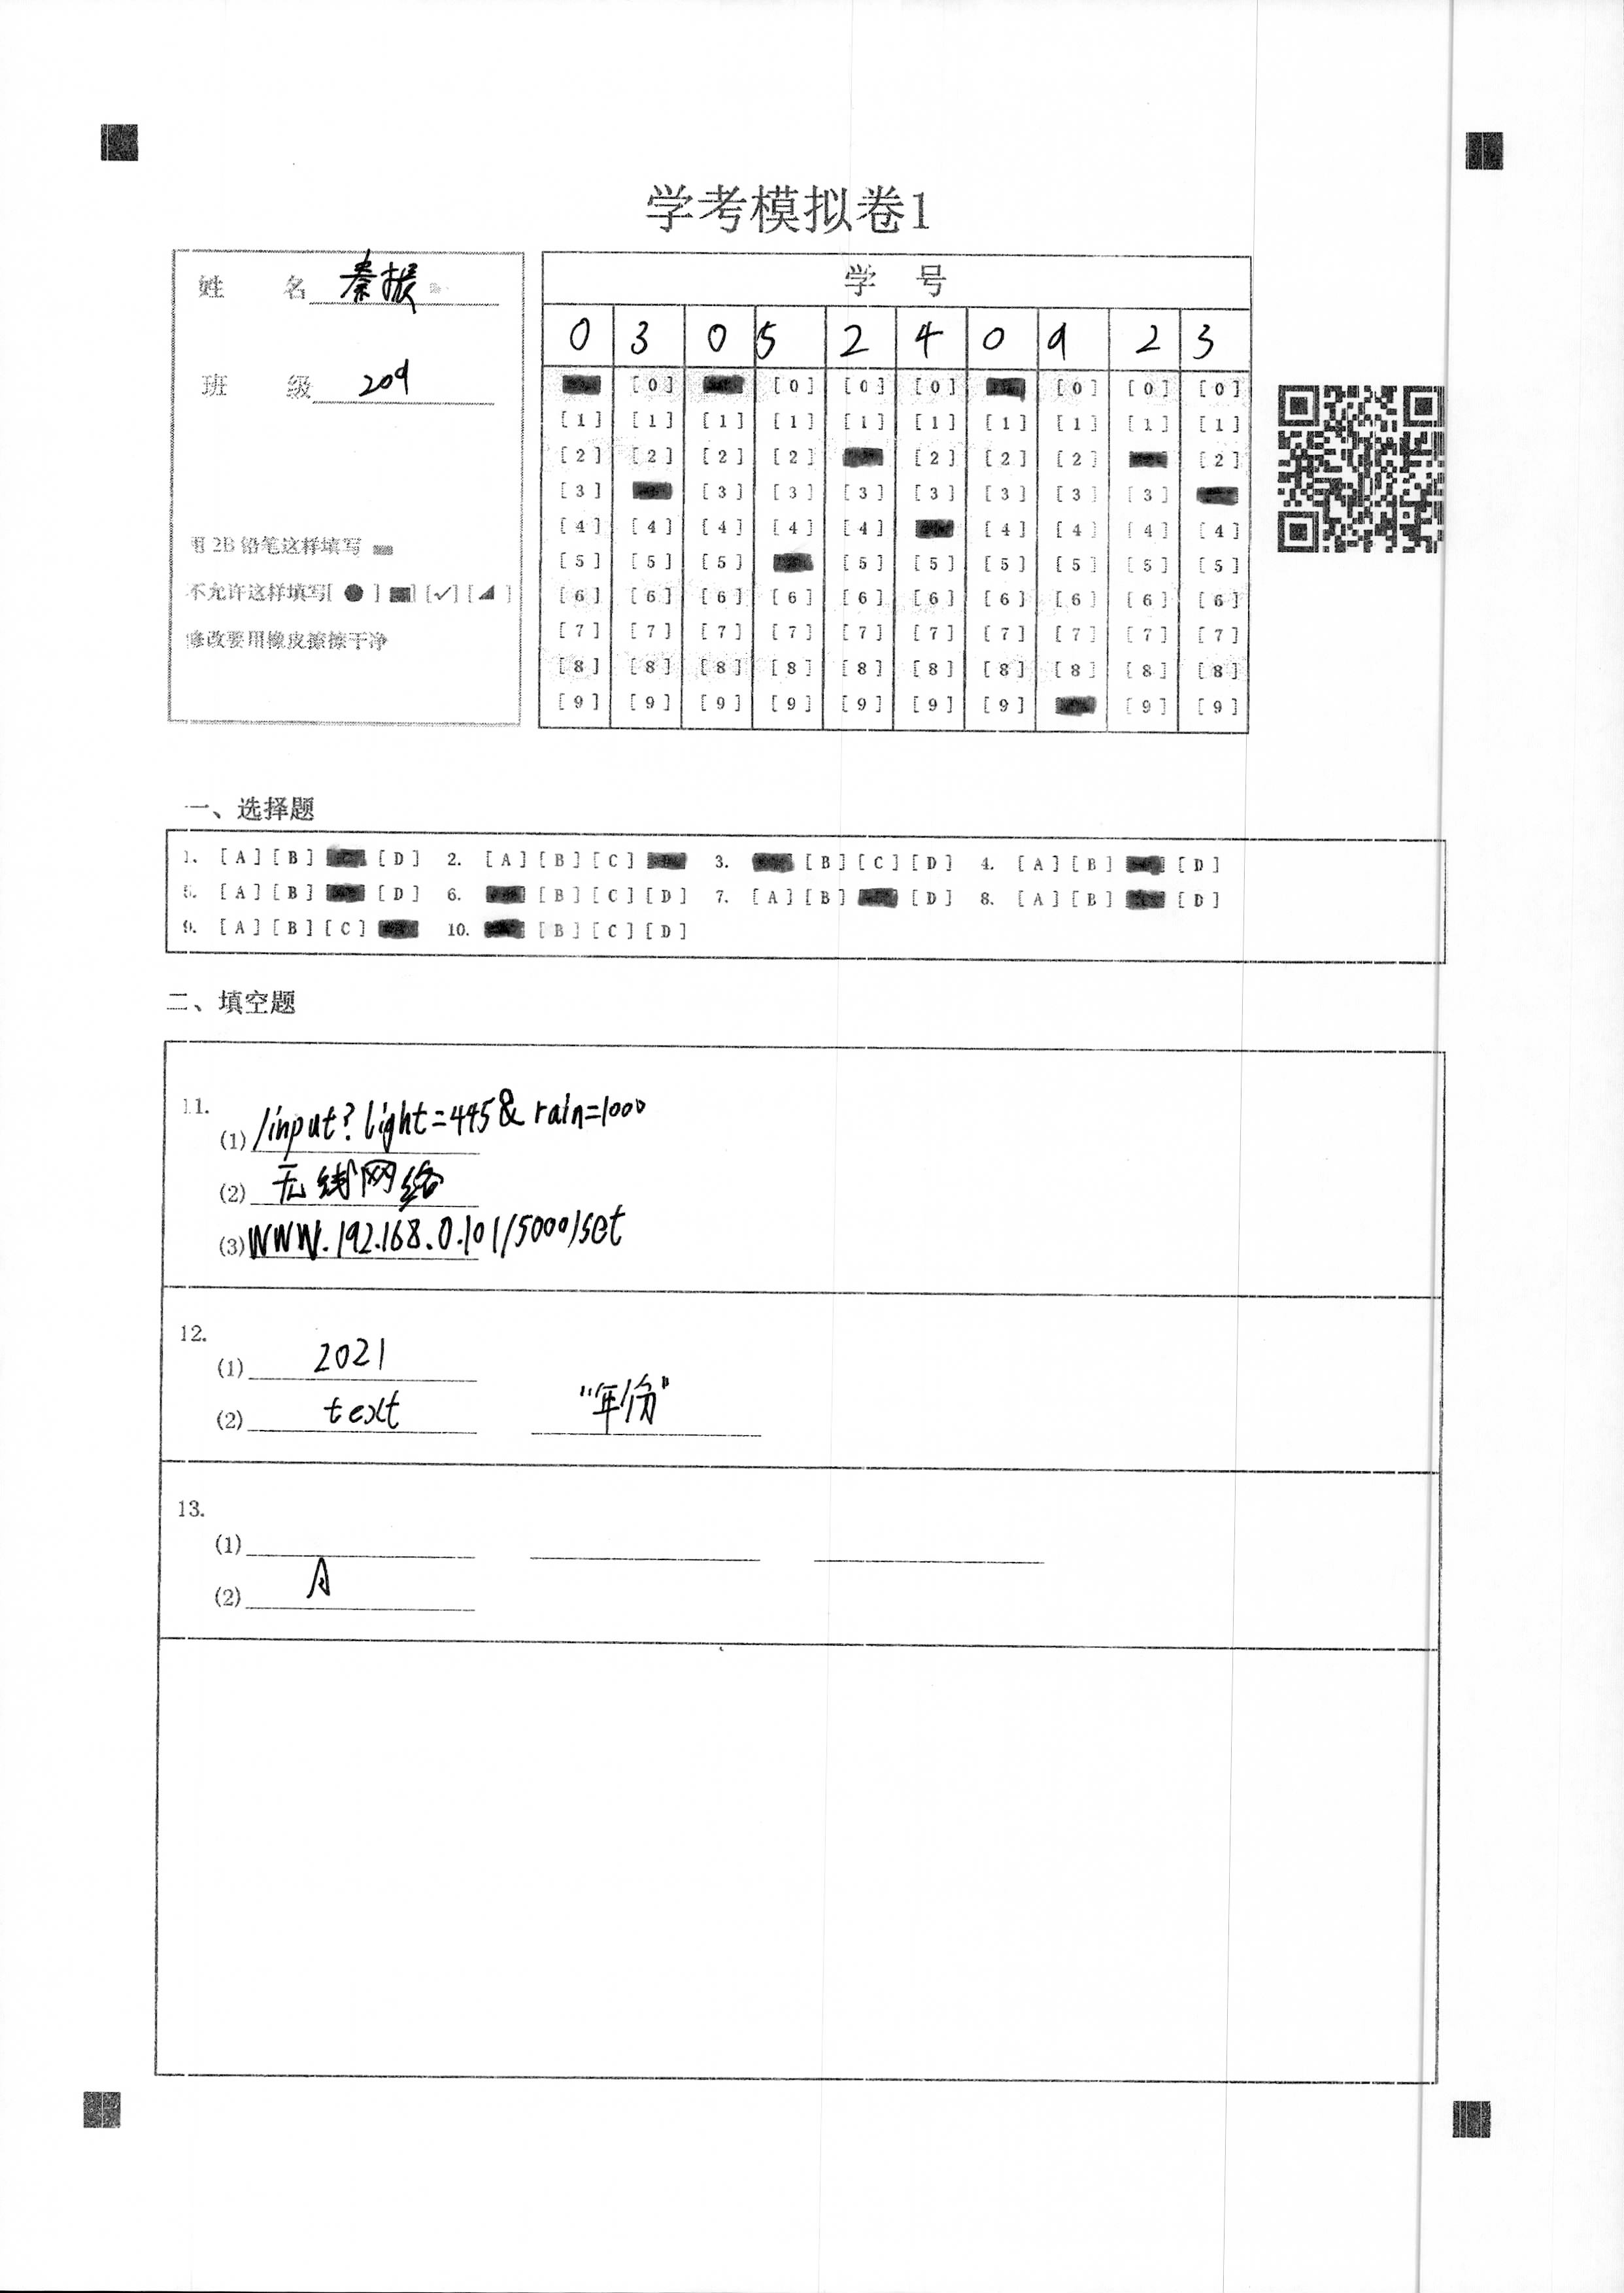 学考模拟卷1
姓 名 秦振
班 级 209
用 2B 铅笔这样填写
不允许这样填写[ ● ] [■] [✓] [◢ ]
修改要用橡皮擦擦干净
学 号
0 3 0 5 2 4 0 9 2 3
[0] [0] [0] [0] [0] [0] [0]
[1] [1] [1] [1] [1] [1] [1] [1] [1] [1]
[2] [2] [2] [2] [2] [2] [2] [2]
[3] [3] [3] [3] [3] [3] [3] [3]
[4] [4] [4] [4] [4] [4] [4] [4] [4]
[5] [5] [5] [5] [5] [5] [5] [5] [5]
[6] [6] [6] [6] [6] [6] [6] [6] [6] [6]
[7] [7] [7] [7] [7] [7] [7] [7] [7] [7]
[8] [8] [8] [8] [8] [8] [8] [8] [8] [8]
[9] [9] [9] [9] [9] [9] [9] [9] [9]
一、选择题
1. [A] [B] [D] 2. [A] [B] [C] 3. [B] [C] [D] 4. [A] [B] [D]
5. [A] [B] [D] 6. [B] [C] [D] 7. [A] [B] [D] 8. [A] [B] [D]
9. [A] [B] [C] 10. [B] [C] [D]
二、填空题
11.
(1) /input?light=445&rain=1000
(2) 无线网络
(3) WWW.192.168.0.101/5000/set
12.
(1) 2021
(2) text "年份"
13.
(1)
(2) A